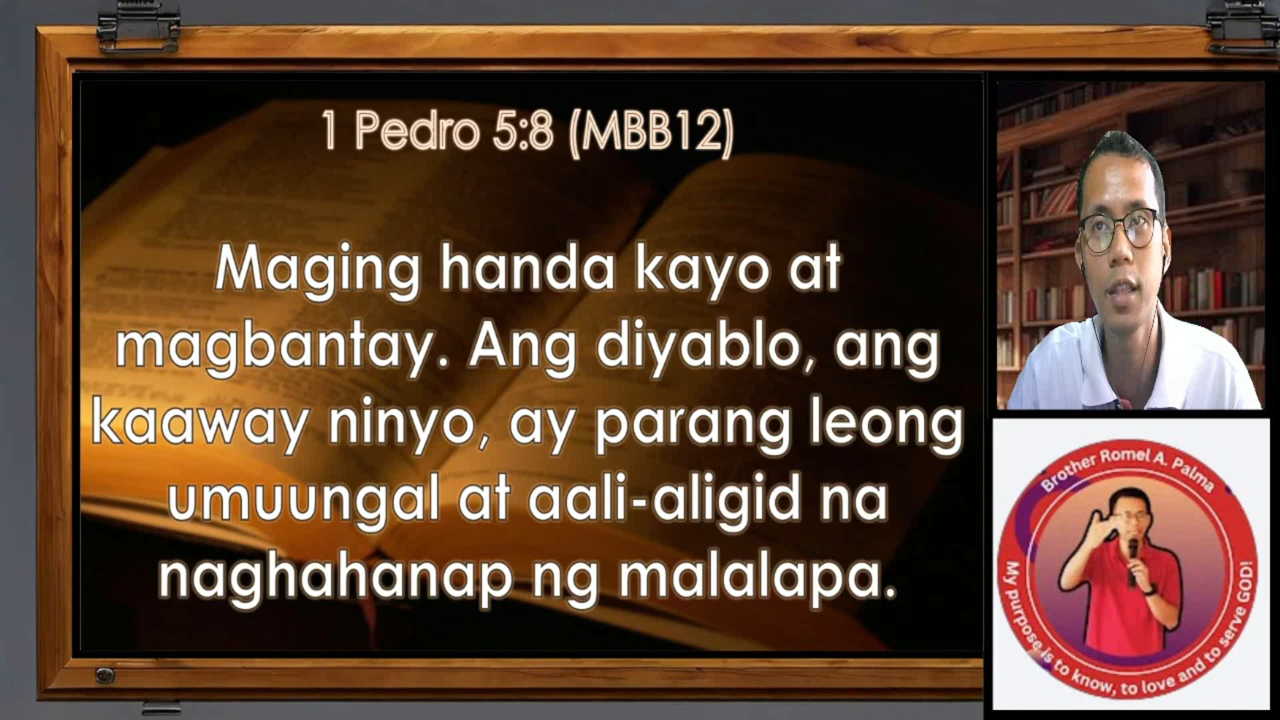 1 Pedro 5:8 (MBB12)
Maging handa kayo at
magbantay. Ang diyablo, ang
kaaway ninyo, ay parang leong
umuungal at aali-aligid na
naghahanap ng malalapa.
Brother Romel A. Palma
My purpose is to know, to love and to serve GOD!